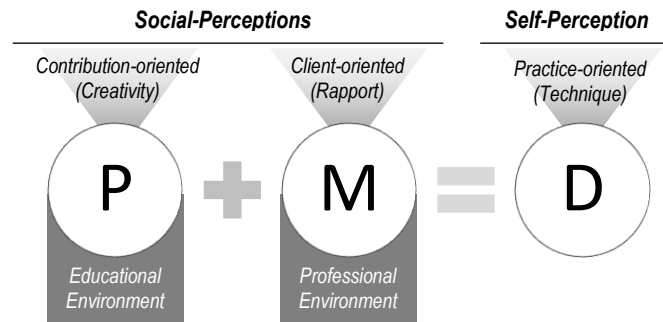 Social-Perceptions
Self-Perception
Contribution-oriented
(Creativity)
Client-oriented
(Rapport)
Practice-oriented
(Technique)
P + M = D
Educational
Environment
Professional
Environment